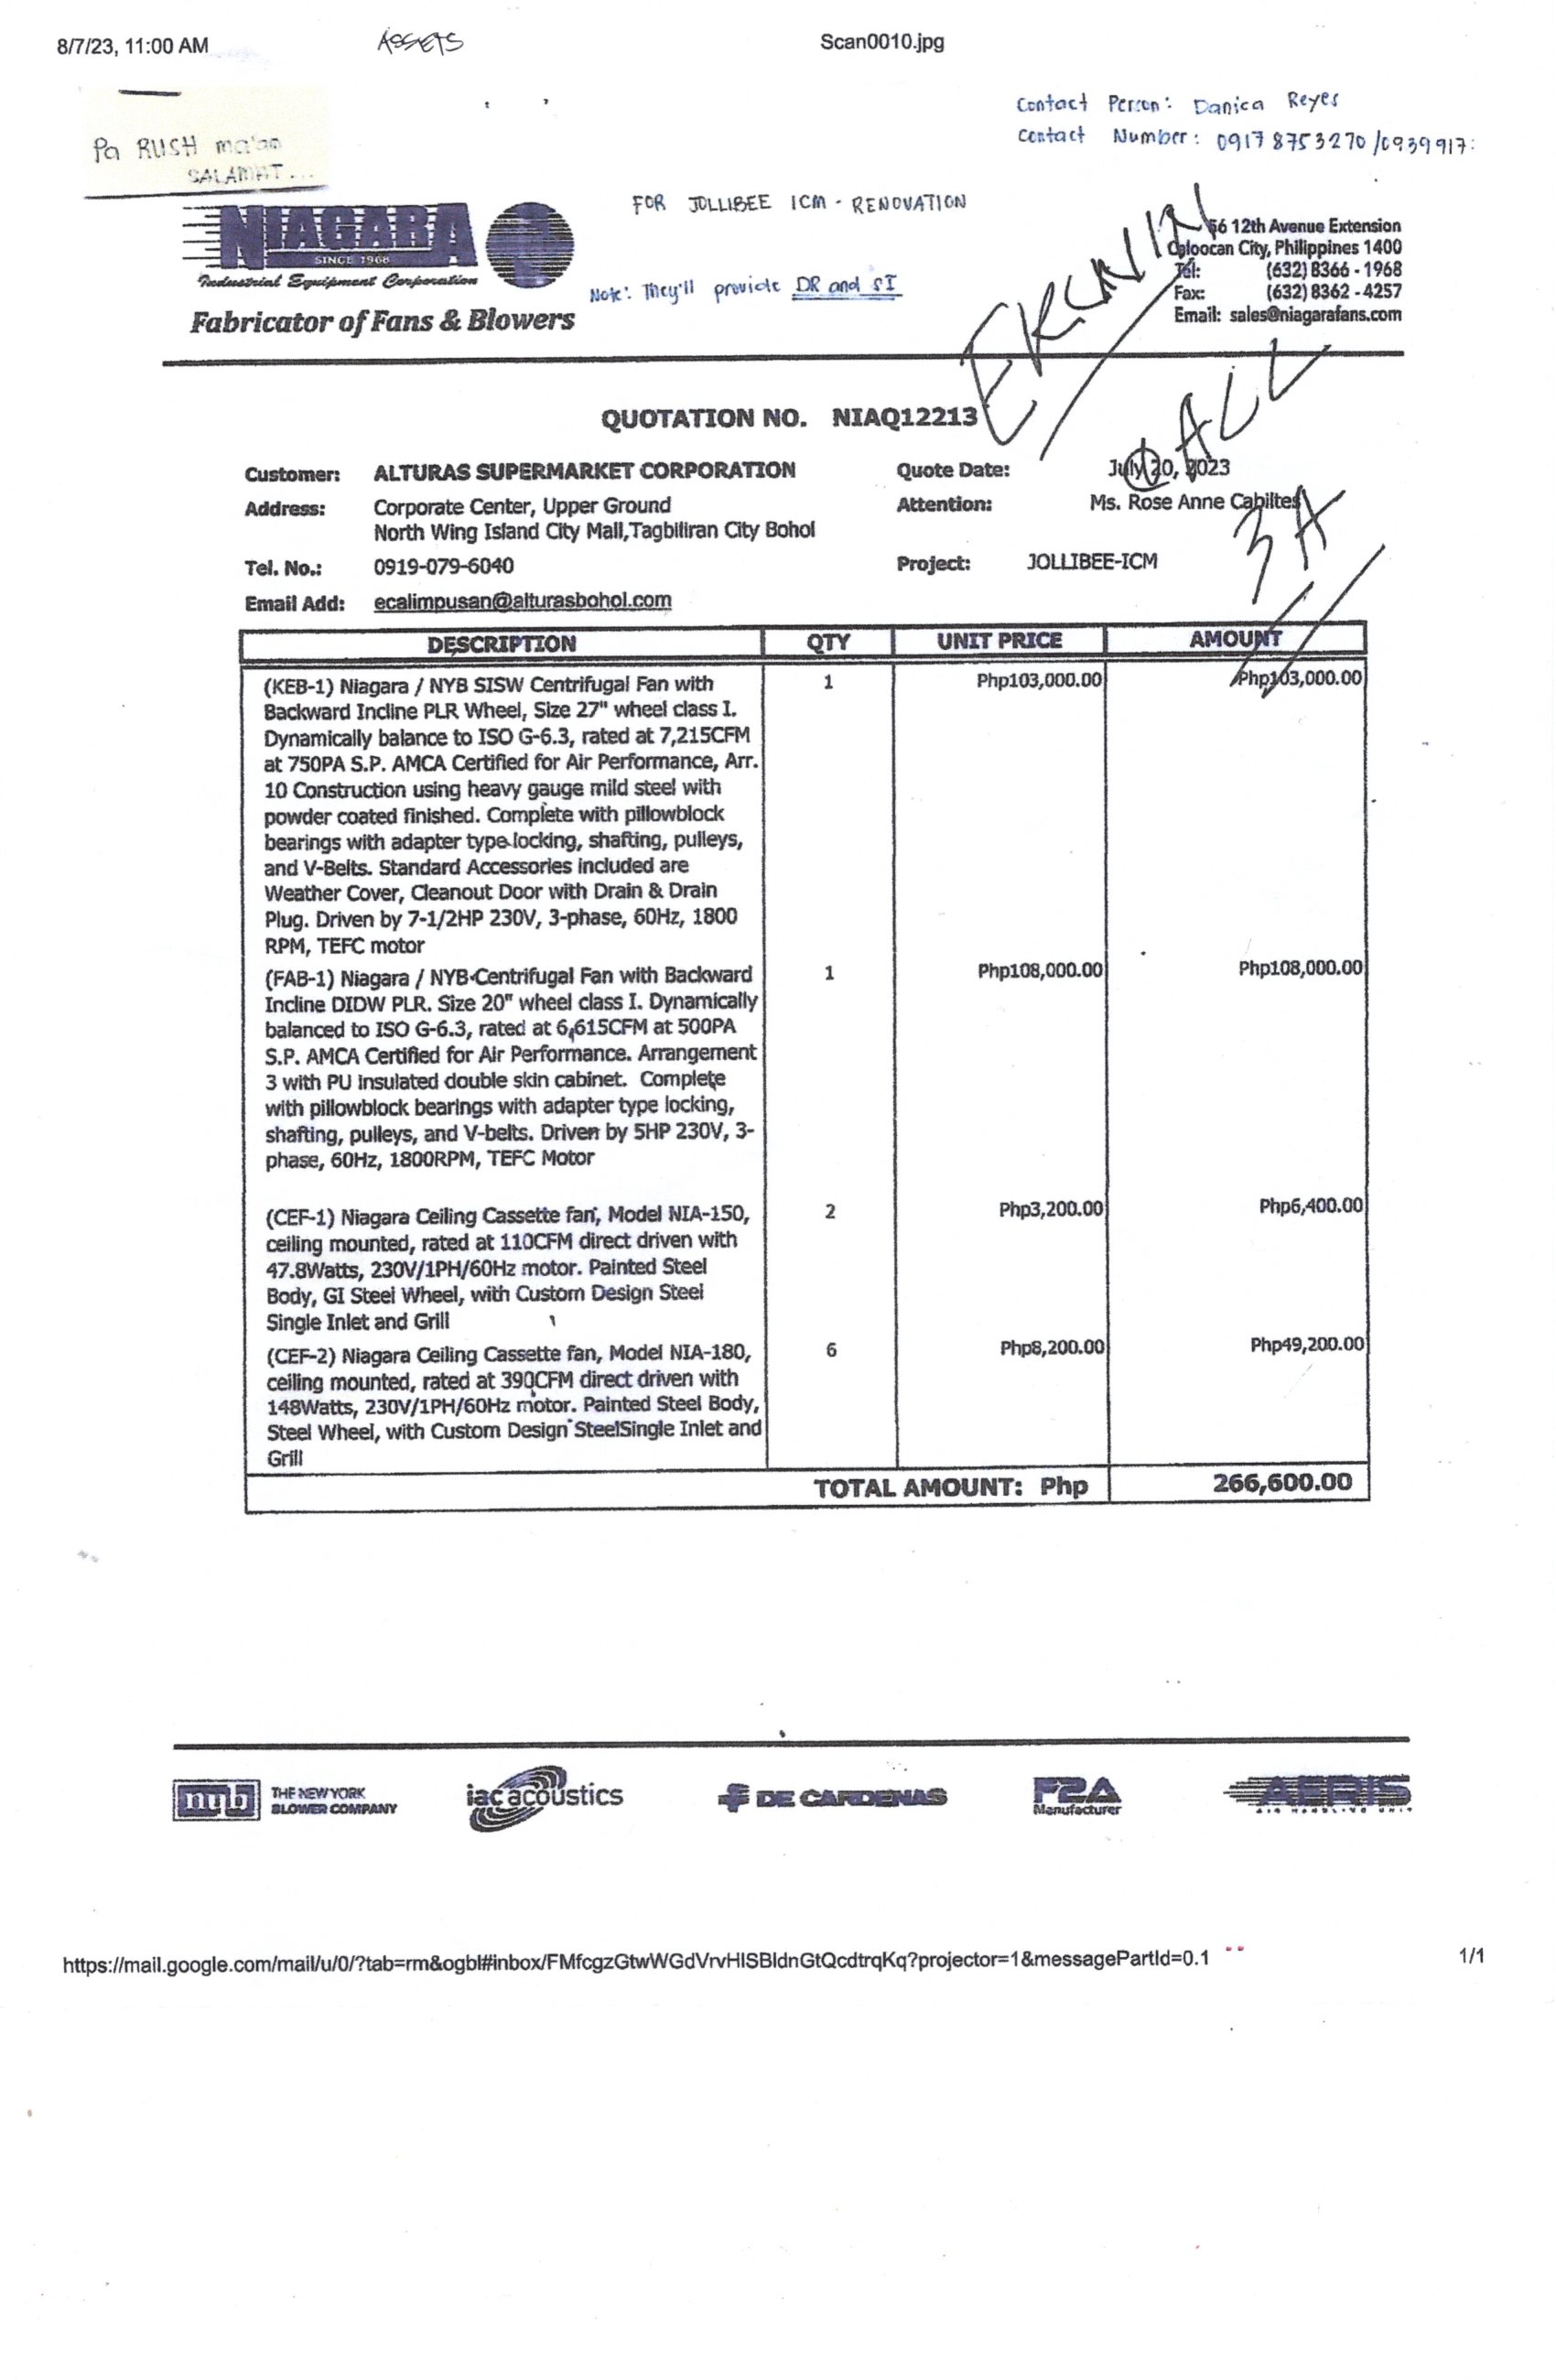 8/7/23, 11:00 AM
ASSETS
Scan0010.jpg
Contact Person: Danica Reyes
Contact Number: 09178753270/0939917
Pa RUSH ma'am
SALAMAT...
FOR JOLLIBEE ICM - RENOVATION
NIAGARA
SINCE 1968
Industrial Equipment Corporation
Fabricator of Fans & Blowers
Note: They'll provide DR and SI
56 12th Avenue Extension
Caloocan City, Philippines 1400
Tel: (632) 8366 - 1968
Fax: (632) 8362 - 4257
Email: sales@niagarafans.com
ALL
3A
QUOTATION NO. NIAQ12213
Customer: ALTURAS SUPERMARKET CORPORATION
Quote Date: July 20, 2023
Address: Corporate Center, Upper Ground
North Wing Island City Mall,Tagbiliran City Bohol
Attention: Ms. Rose Anne Cabiltes
Tel. No.: 0919-079-6040
Project: JOLLIBEE-ICM
Email Add: ecalimpusan@alturasbohol.com
DESCRIPTION QTY UNIT PRICE AMOUNT
(KEB-1) Niagara / NYB SISW Centrifugal Fan with 1 Php103,000.00 Php103,000.00
Backward Incline PLR Wheel, Size 27" wheel class I.
Dynamically balance to ISO G-6.3, rated at 7,215CFM
at 750PA S.P. AMCA Certified for Air Performance, Arr.
10 Construction using heavy gauge mild steel with
powder coated finished. Complete with pillowblock
bearings with adapter type locking, shafting, pulleys,
and V-Belts. Standard Accessories included are
Weather Cover, Cleanout Door with Drain & Drain
Plug. Driven by 7-1/2HP 230V, 3-phase, 60Hz, 1800
RPM, TEFC motor
(FAB-1) Niagara / NYB Centrifugal Fan with Backward 1 Php108,000.00 Php108,000.00
Incline DIDW PLR. Size 20" wheel class I. Dynamically
balanced to ISO G-6.3, rated at 6,615CFM at 500PA
S.P. AMCA Certified for Air Performance. Arrangement
3 with PU Insulated double skin cabinet. Complete
with pillowblock bearings with adapter type locking,
shafting, pulleys, and V-belts. Driven by 5HP 230V, 3-
phase, 60Hz, 1800RPM, TEFC Motor
(CEF-1) Niagara Ceiling Cassette fan, Model NIA-150, 2 Php3,200.00 Php6,400.00
ceiling mounted, rated at 110CFM direct driven with
47.8Watts, 230V/1PH/60Hz motor. Painted Steel
Body, GI Steel Wheel, with Custom Design Steel
Single Inlet and Grill
(CEF-2) Niagara Ceiling Cassette fan, Model NIA-180, 6 Php8,200.00 Php49,200.00
ceiling mounted, rated at 390CFM direct driven with
148Watts, 230V/1PH/60Hz motor. Painted Steel Body,
Steel Wheel, with Custom Design SteelSingle Inlet and
Grill
TOTAL AMOUNT: Php 266,600.00
nyb THE NEW YORK
BLOWER COMPANY
iac acoustics
DE CARDENAS
F2A
Manufacturer
AERIS
AIR HANDLING UNIT
https://mail.google.com/mail/u/0/?tab=rm&ogbl#inbox/FMfcgzGtwWGdVrvHlSBldnGtQcdtrqKq?projector=1&messagePartId=0.1
1/1